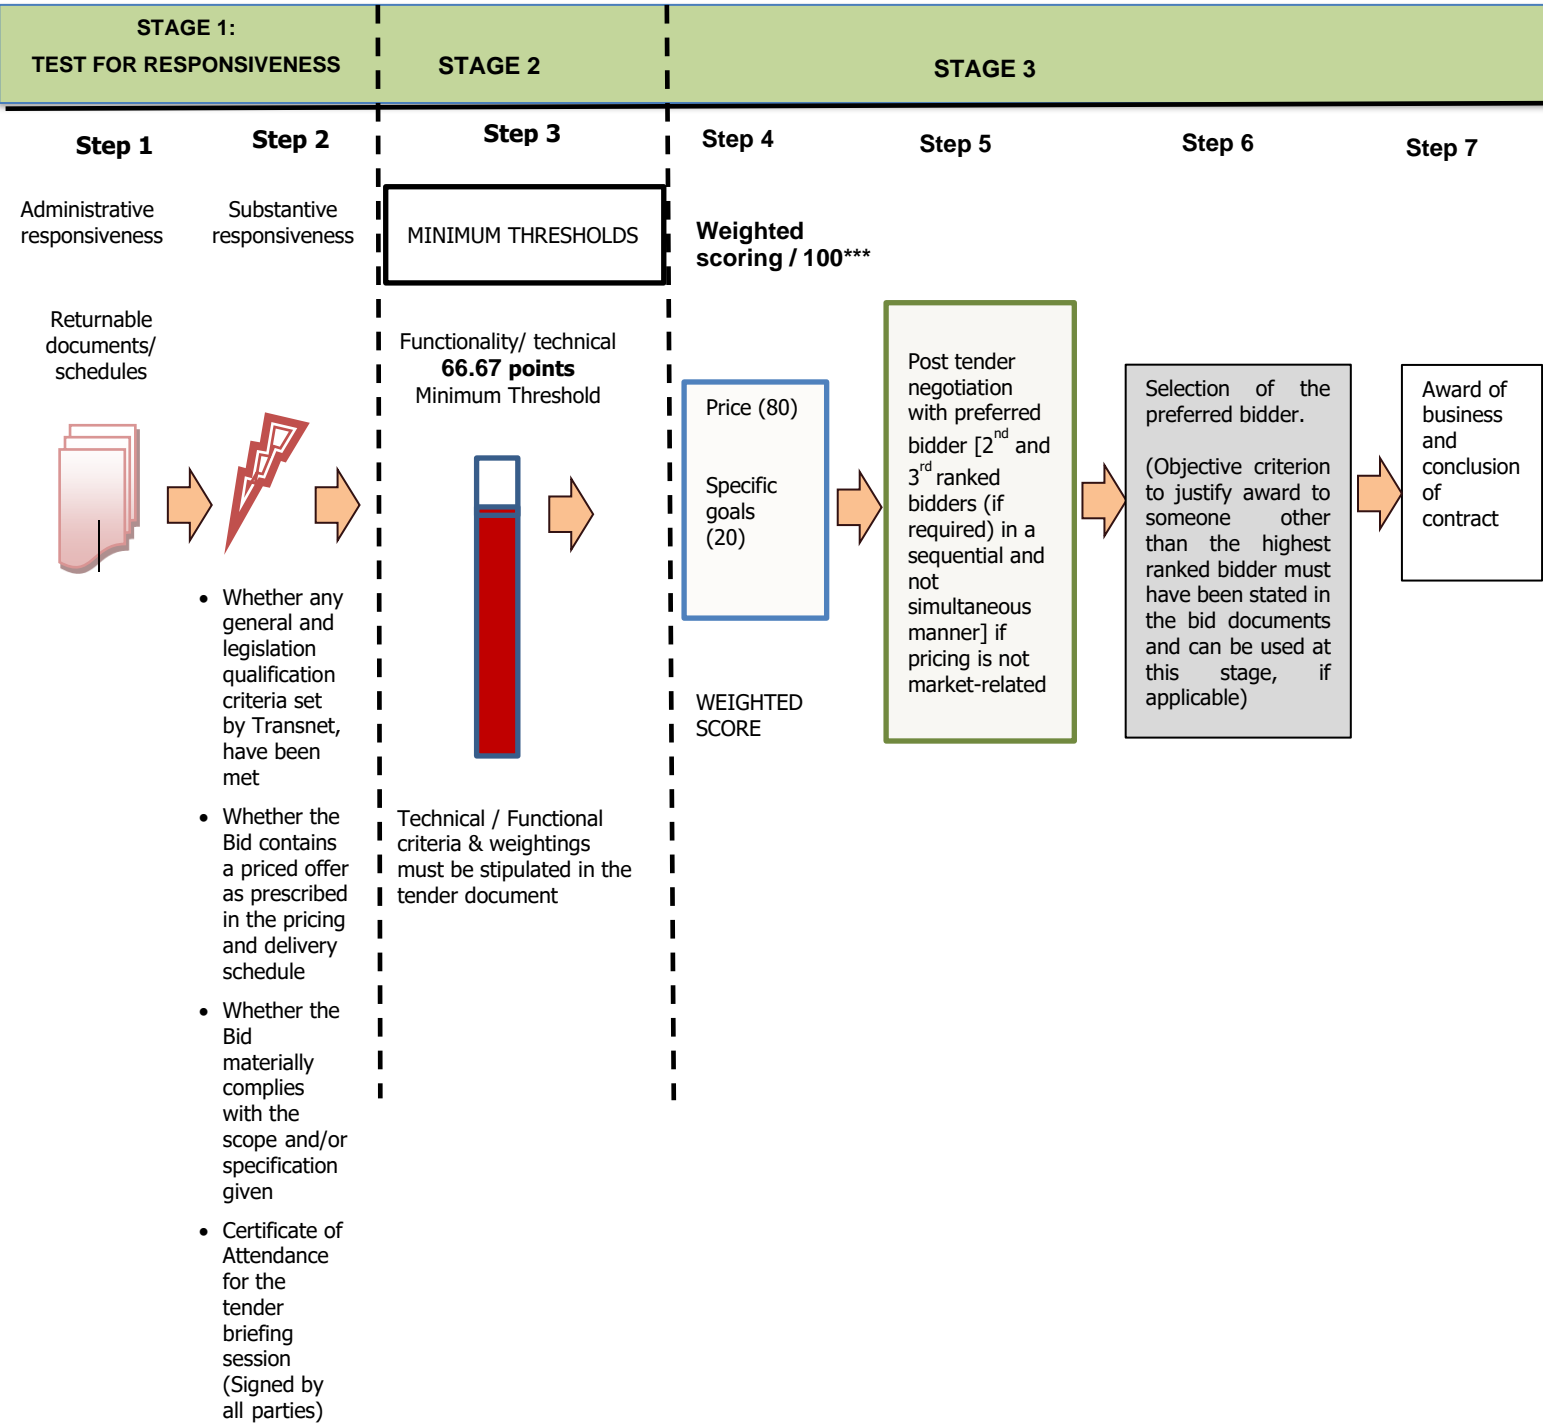 STAGE 1:
TEST FOR RESPONSIVENESS
STAGE 2
STAGE 3
Step 1
Step 2
Step 3
Step 4
Step 5
Step 6
Step 7
Administrative
responsiveness
Returnable
documents/
schedules
Substantive
responsiveness
• Whether any
general and
legislation
qualification
criteria set
by Transnet,
have been
met
• Whether the
Bid contains
a priced offer
as prescribed
in the pricing
and delivery
schedule
• Whether the
Bid
materially
complies
with the
scope and/or
specification
given
• Certificate of
Attendance
for the
tender
briefing
session
(Signed by
all parties)
MINIMUM THRESHOLDS
Functionality/ technical
66.67 points
Minimum Threshold
Technical / Functional
criteria & weightings
must be stipulated in the
tender document
Weighted
scoring / 100***
Price (80)
Specific
goals
(20)
WEIGHTED
SCORE
Post tender
negotiation
with preferred
bidder [2nd and
3rd ranked
bidders (if
required) in a
sequential and
not
simultaneous
manner] if
pricing is not
market-related
Selection of the
preferred bidder.
(Objective criterion
to justify award to
someone other
than the highest
ranked bidder must
have been stated in
the bid documents
and can be used at
this stage, if
applicable)
Award of
business
and
conclusion
of
contract